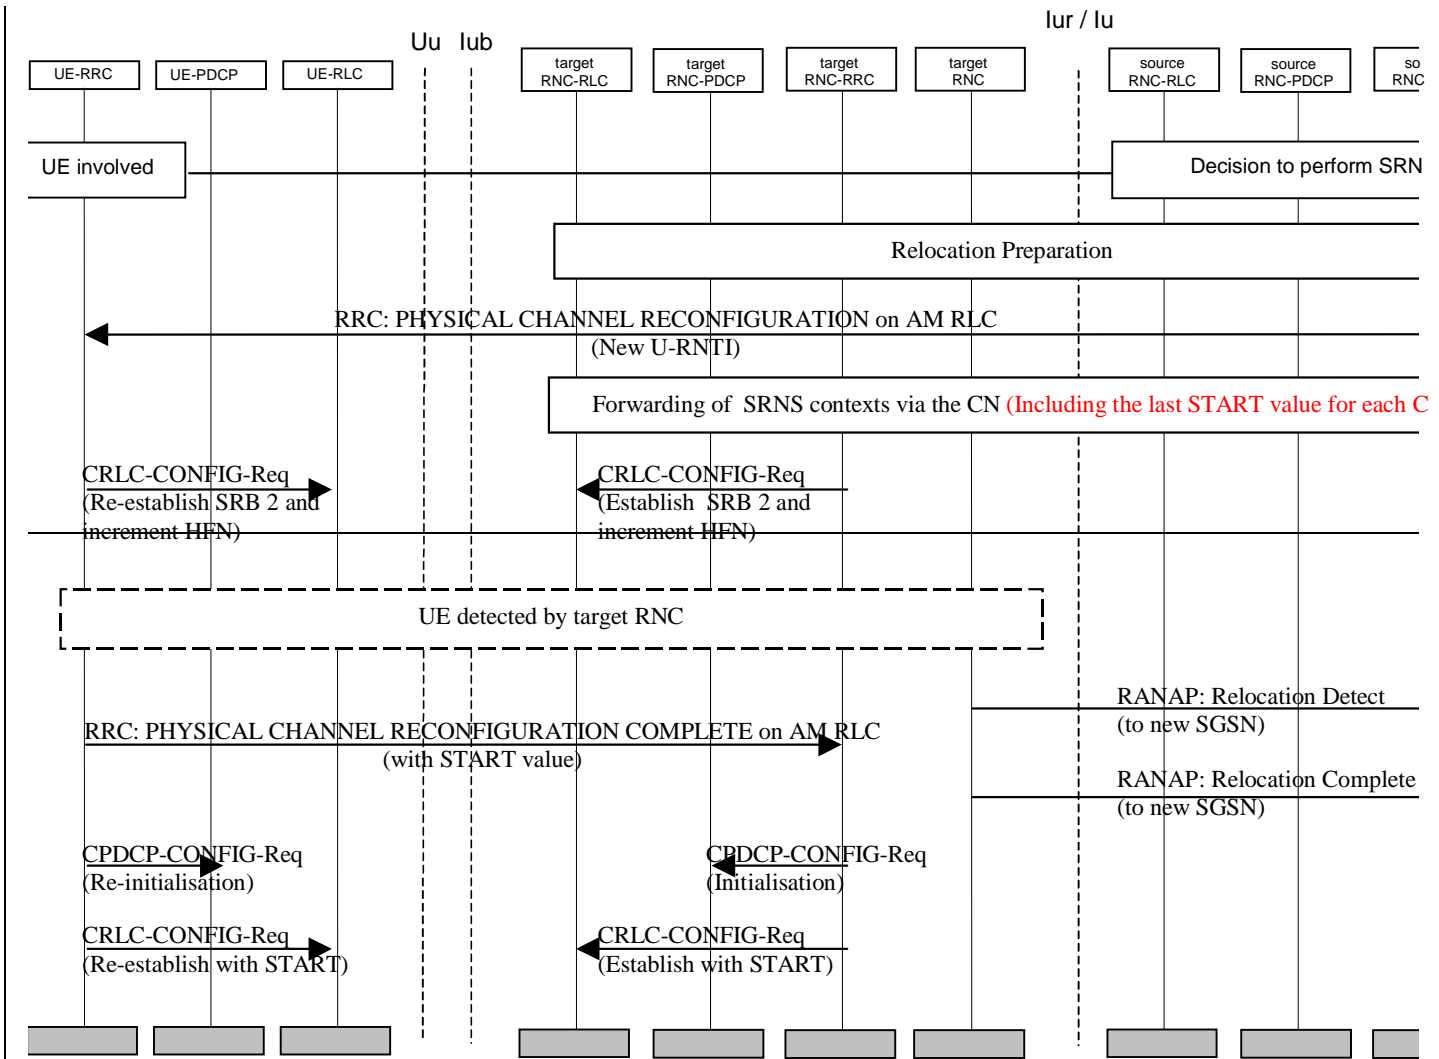 Iur / Iu
Uu Iub
UE-RRC
UE-PDCP
UE-RLC
target
RNC-RLC
target
RNC-PDCP
target
RNC-RRC
target
RNC
source
RNC-RLC
source
RNC-PDCP
so
RNC
UE involved
Decision to perform SRN
Relocation Preparation
RRC: PHYSICAL CHANNEL RECONFIGURATION on AM RLC
(New U-RNTI)
Forwarding of SRNS contexts via the CN (Including the last START value for each C
CRLC-CONFIG-Req
(Re-establish SRB 2 and
increment HFN)
CRLC-CONFIG-Req
(Establish SRB 2 and
increment HFN)
UE detected by target RNC
RANAP: Relocation Detect
(to new SGSN)
RRC: PHYSICAL CHANNEL RECONFIGURATION COMPLETE on AM RLC
(with START value)
RANAP: Relocation Complete
(to new SGSN)
CPDCP-CONFIG-Req
(Re-initialisation)
CPDCP-CONFIG-Req
(Initialisation)
CRLC-CONFIG-Req
(Re-establish with START)
CRLC-CONFIG-Req
(Establish with START)